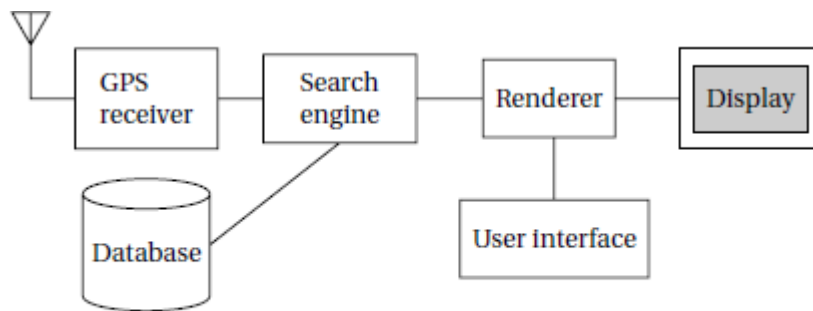 GPS
receiver
Search
engine
Renderer
Display
Database
User interface